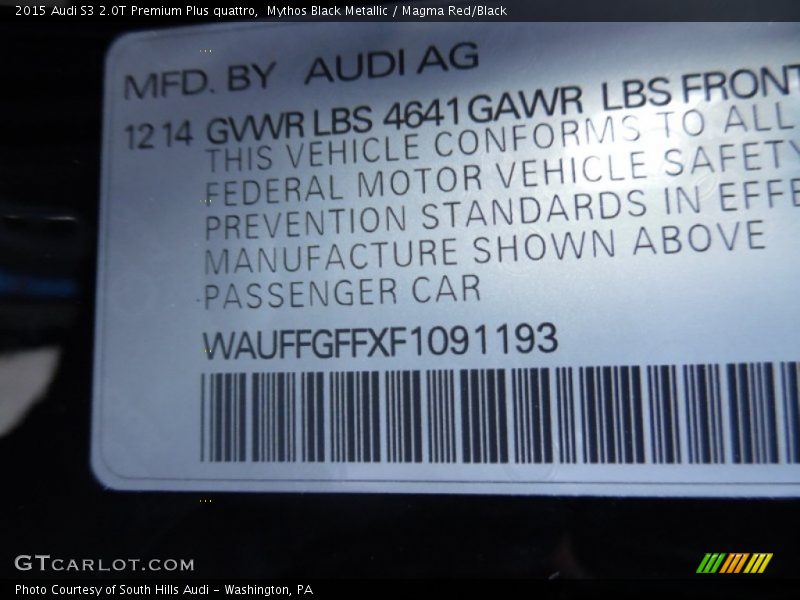 2015 Audi S3 2.0T Premium Plus quattro,  Mythos Black Metallic / Magma Red/Black
MFD. BY AUDI AG
12 14 GVWR LBS 4641 GAWR LBS FRONT
THIS VEHICLE CONFORMS TO ALL
FEDERAL MOTOR VEHICLE SAFETY
PREVENTION STANDARDS IN EFFE
MANUFACTURE SHOWN ABOVE
PASSENGER CAR
WAUFFGFFXF1091193
GTCARLOT.COM
Photo Courtesy of South Hills Audi - Washington, PA